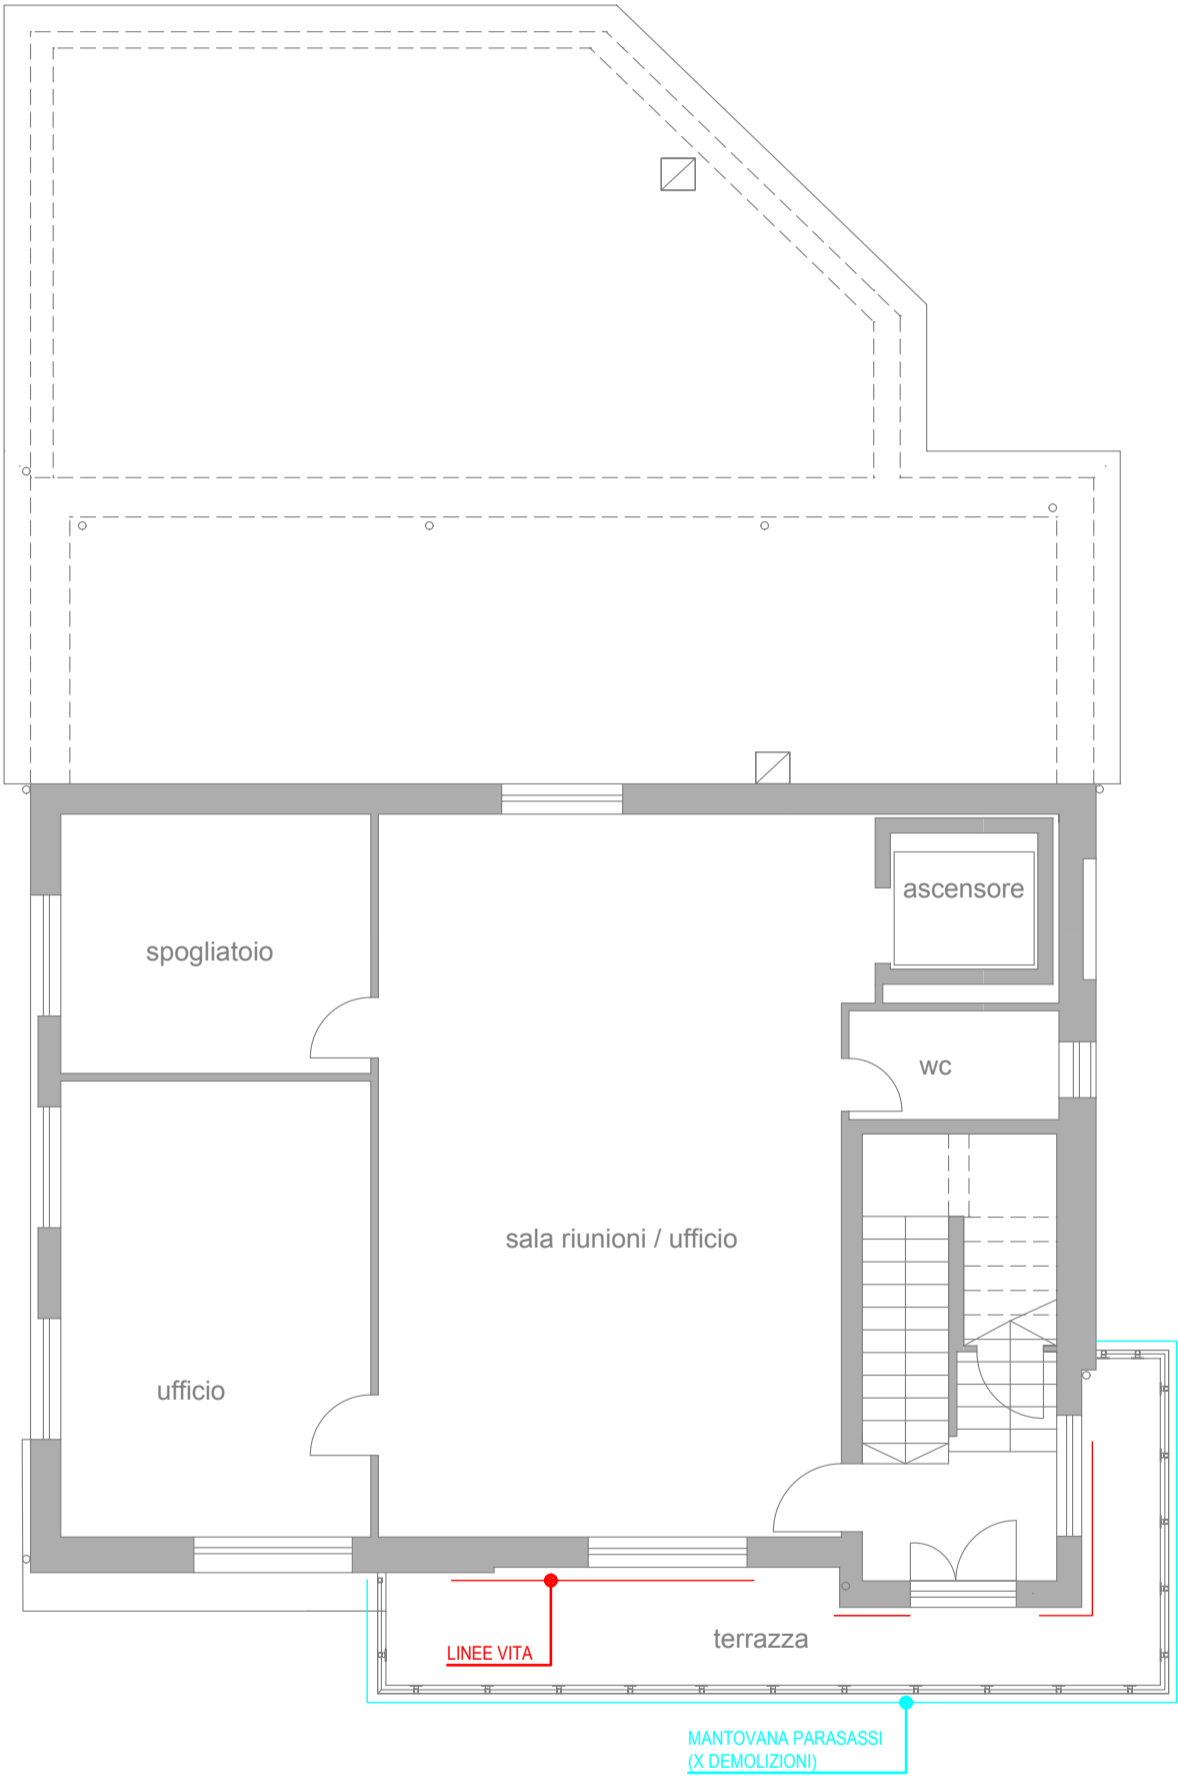 ascensore
spogliatoio
wc
sala riunioni / ufficio
ufficio
terrazza
LINEE VITA
MANTOVANA PARASASSI
(X DEMOLIZIONI)